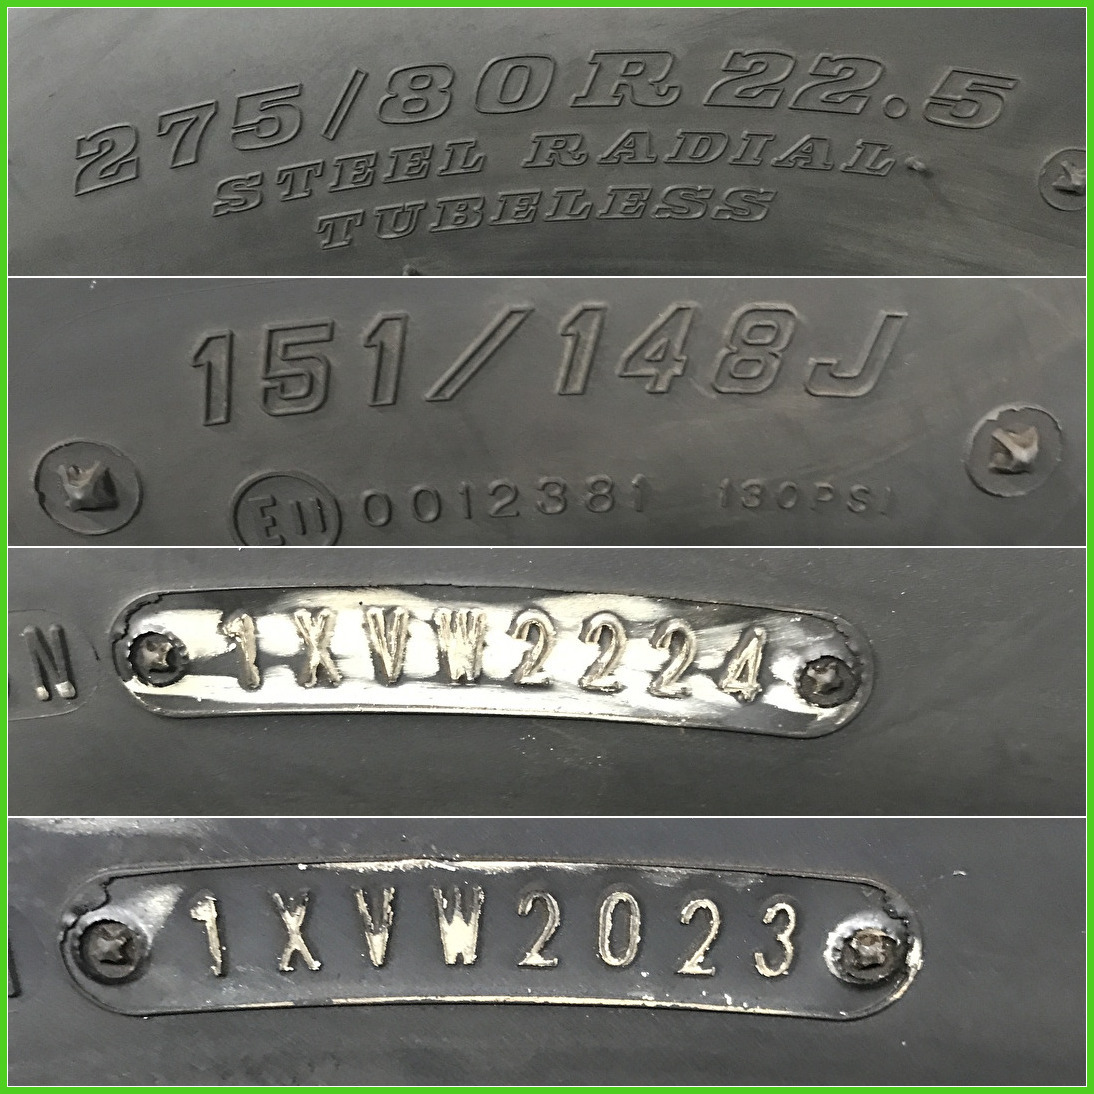 275/80R22.5
STEEL RADIAL
TUBELESS
151/148J
E11 0012381 130PSI
N 1XVW2224
1XVW2023